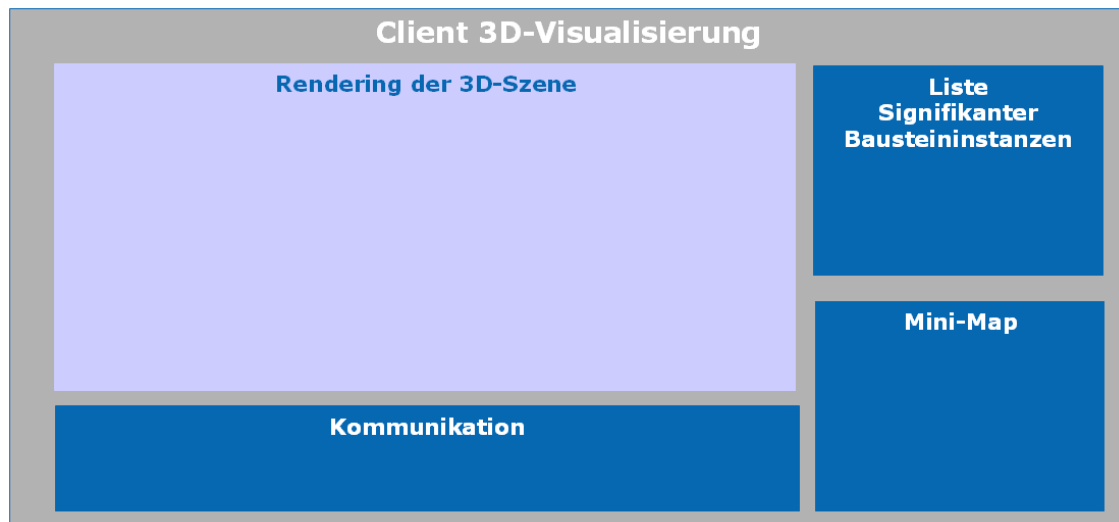 Client 3D-Visualisierung
Rendering der 3D-Szene
Liste
Signifikanter
Bausteininstanzen
Mini-Map
Kommunikation